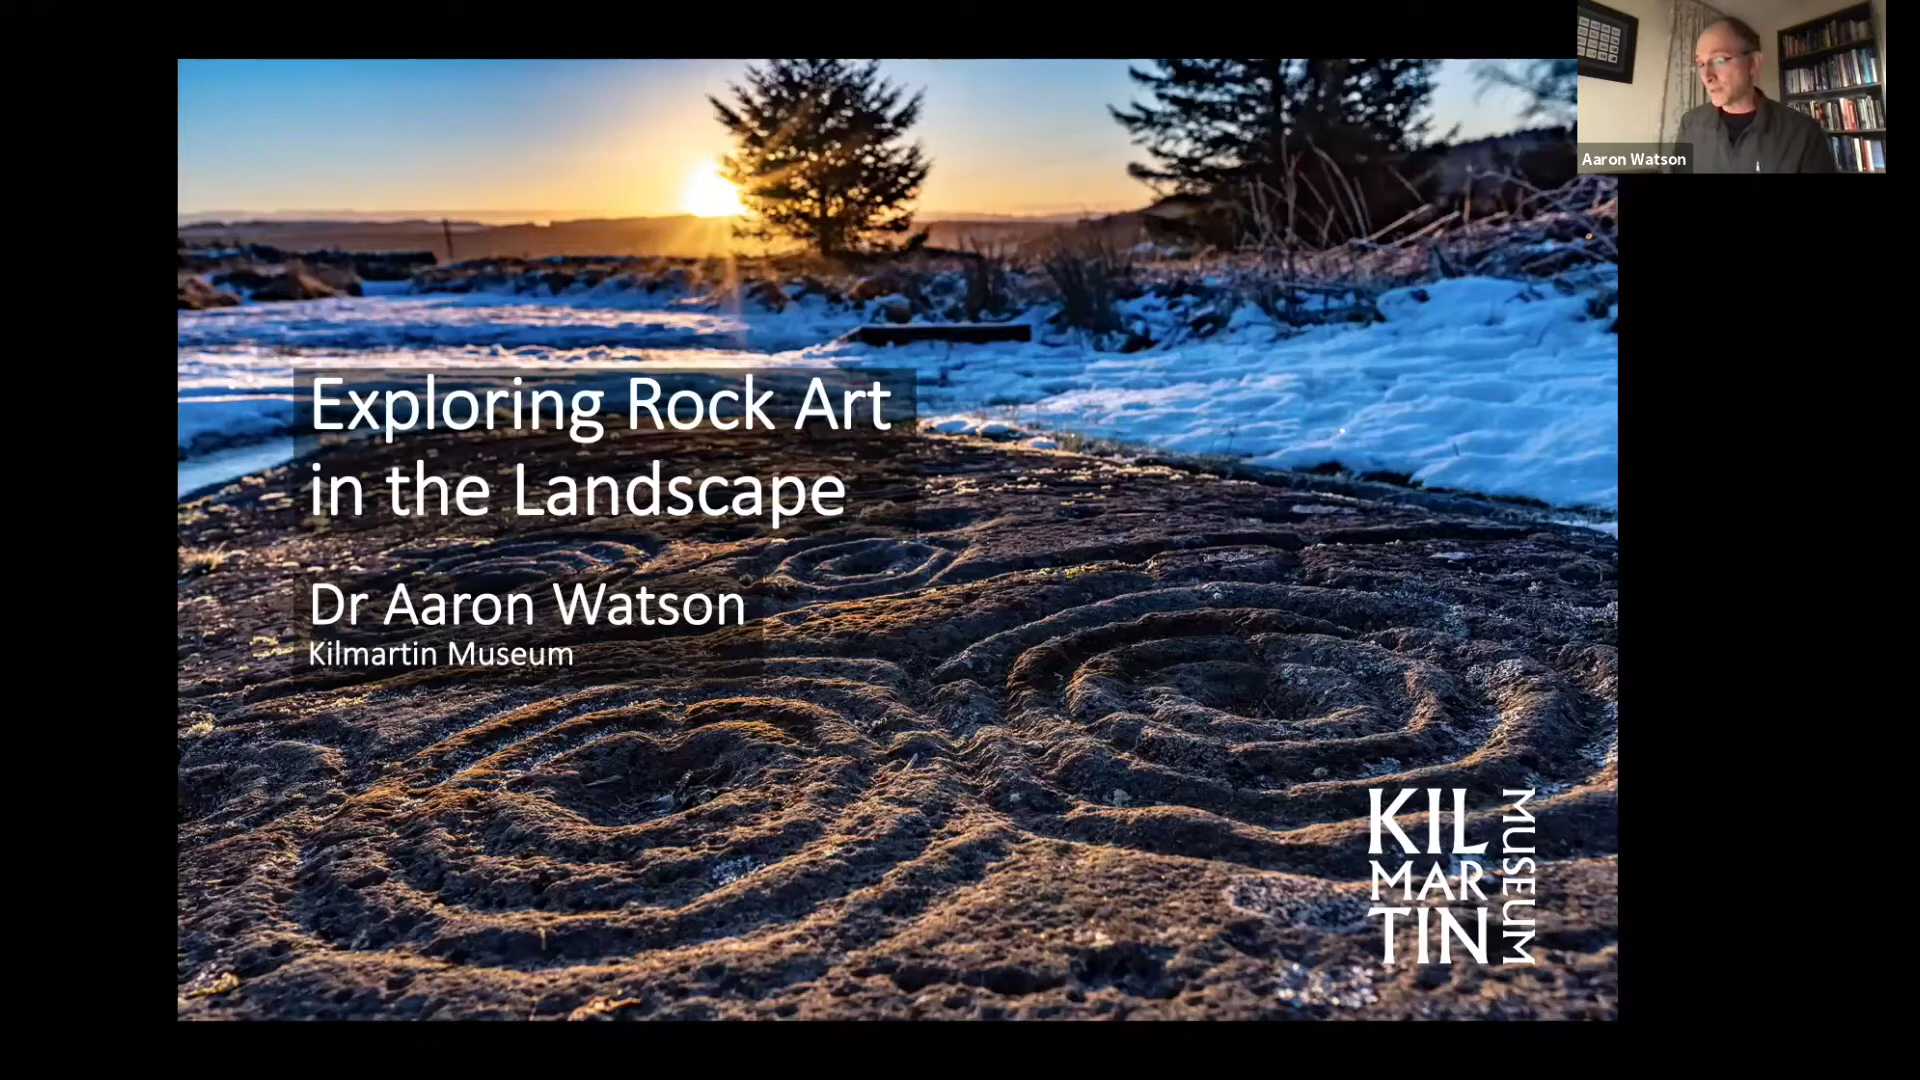 Exploring Rock Art
in the Landscape
Dr Aaron Watson
Kilmartin Museum
KIL
MAR
TIN
MUSEUM
Aaron Watson